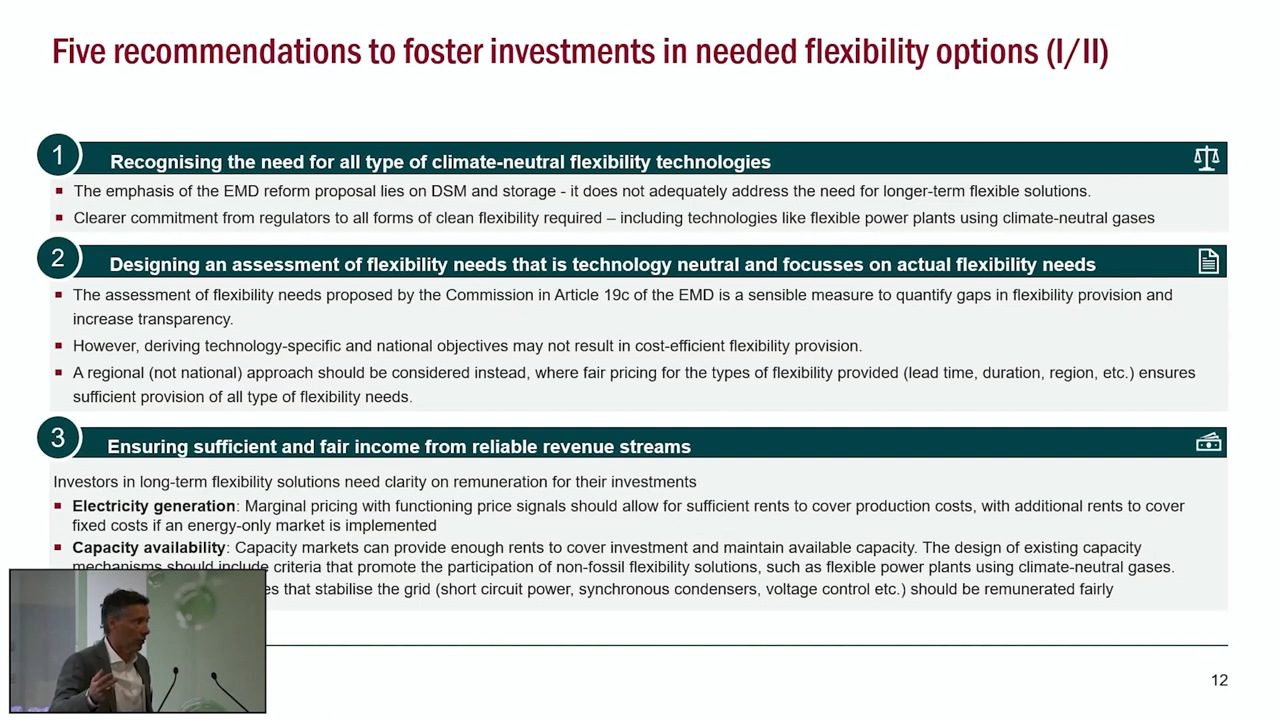 Five recommendations to foster investments in needed flexibility options (I/II)
1
Recognising the need for all type of climate-neutral flexibility technologies
The emphasis of the EMD reform proposal lies on DSM and storage - it does not adequately address the need for longer-term flexible solutions.
Clearer commitment from regulators to all forms of clean flexibility required – including technologies like flexible power plants using climate-neutral gases
2
Designing an assessment of flexibility needs that is technology neutral and focusses on actual flexibility needs
The assessment of flexibility needs proposed by the Commission in Article 19c of the EMD is a sensible measure to quantify gaps in flexibility provision and
increase transparency.
However, deriving technology-specific and national objectives may not result in cost-efficient flexibility provision.
A regional (not national) approach should be considered instead, where fair pricing for the types of flexibility provided (lead time, duration, region, etc.) ensures
sufficient provision of all type of flexibility needs.
3
Ensuring sufficient and fair income from reliable revenue streams
Investors in long-term flexibility solutions need clarity on remuneration for their investments
Electricity generation: Marginal pricing with functioning price signals should allow for sufficient rents to cover production costs, with additional rents to cover
fixed costs if an energy-only market is implemented
Capacity availability: Capacity markets can provide enough rents to cover investment and maintain available capacity. The design of existing capacity
mechanisms should include criteria that promote the participation of non-fossil flexibility solutions, such as flexible power plants using climate-neutral gases.
that stabilise the grid (short circuit power, synchronous condensers, voltage control etc.) should be remunerated fairly
12